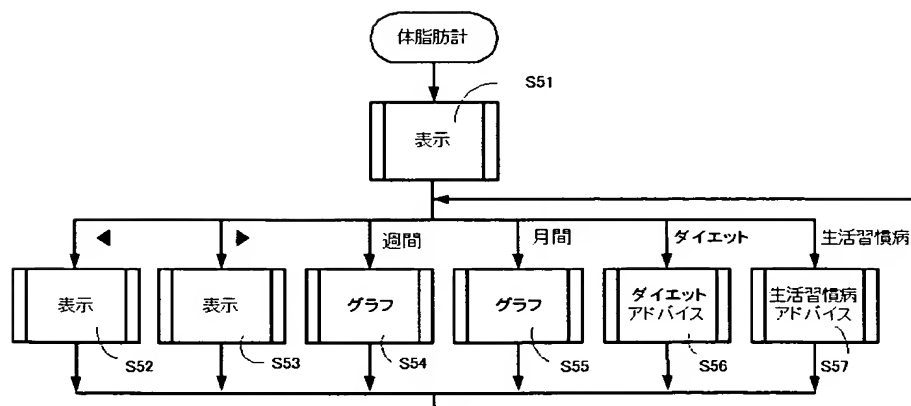 体脂肪計
S51
表示
◀
▶
週間
月間
ダイエット
生活習慣病
表示
表示
グラフ
グラフ
ダイエット
アドバイス
生活習慣病
アドバイス
S52
S53
S54
S55
S56
S57